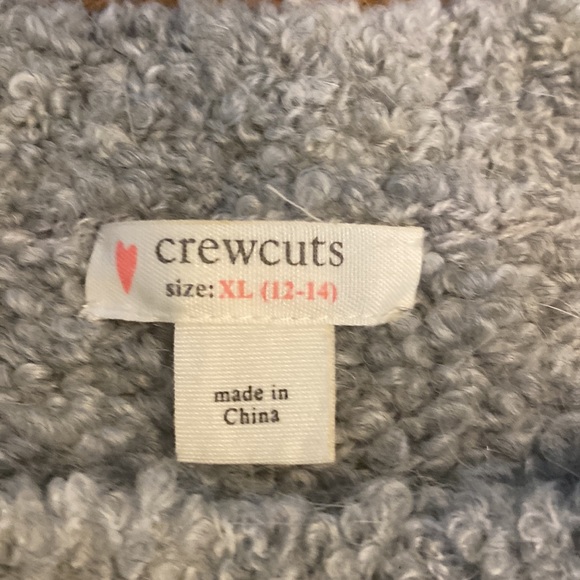 crewcuts
size: XL (12-14)
made in
China